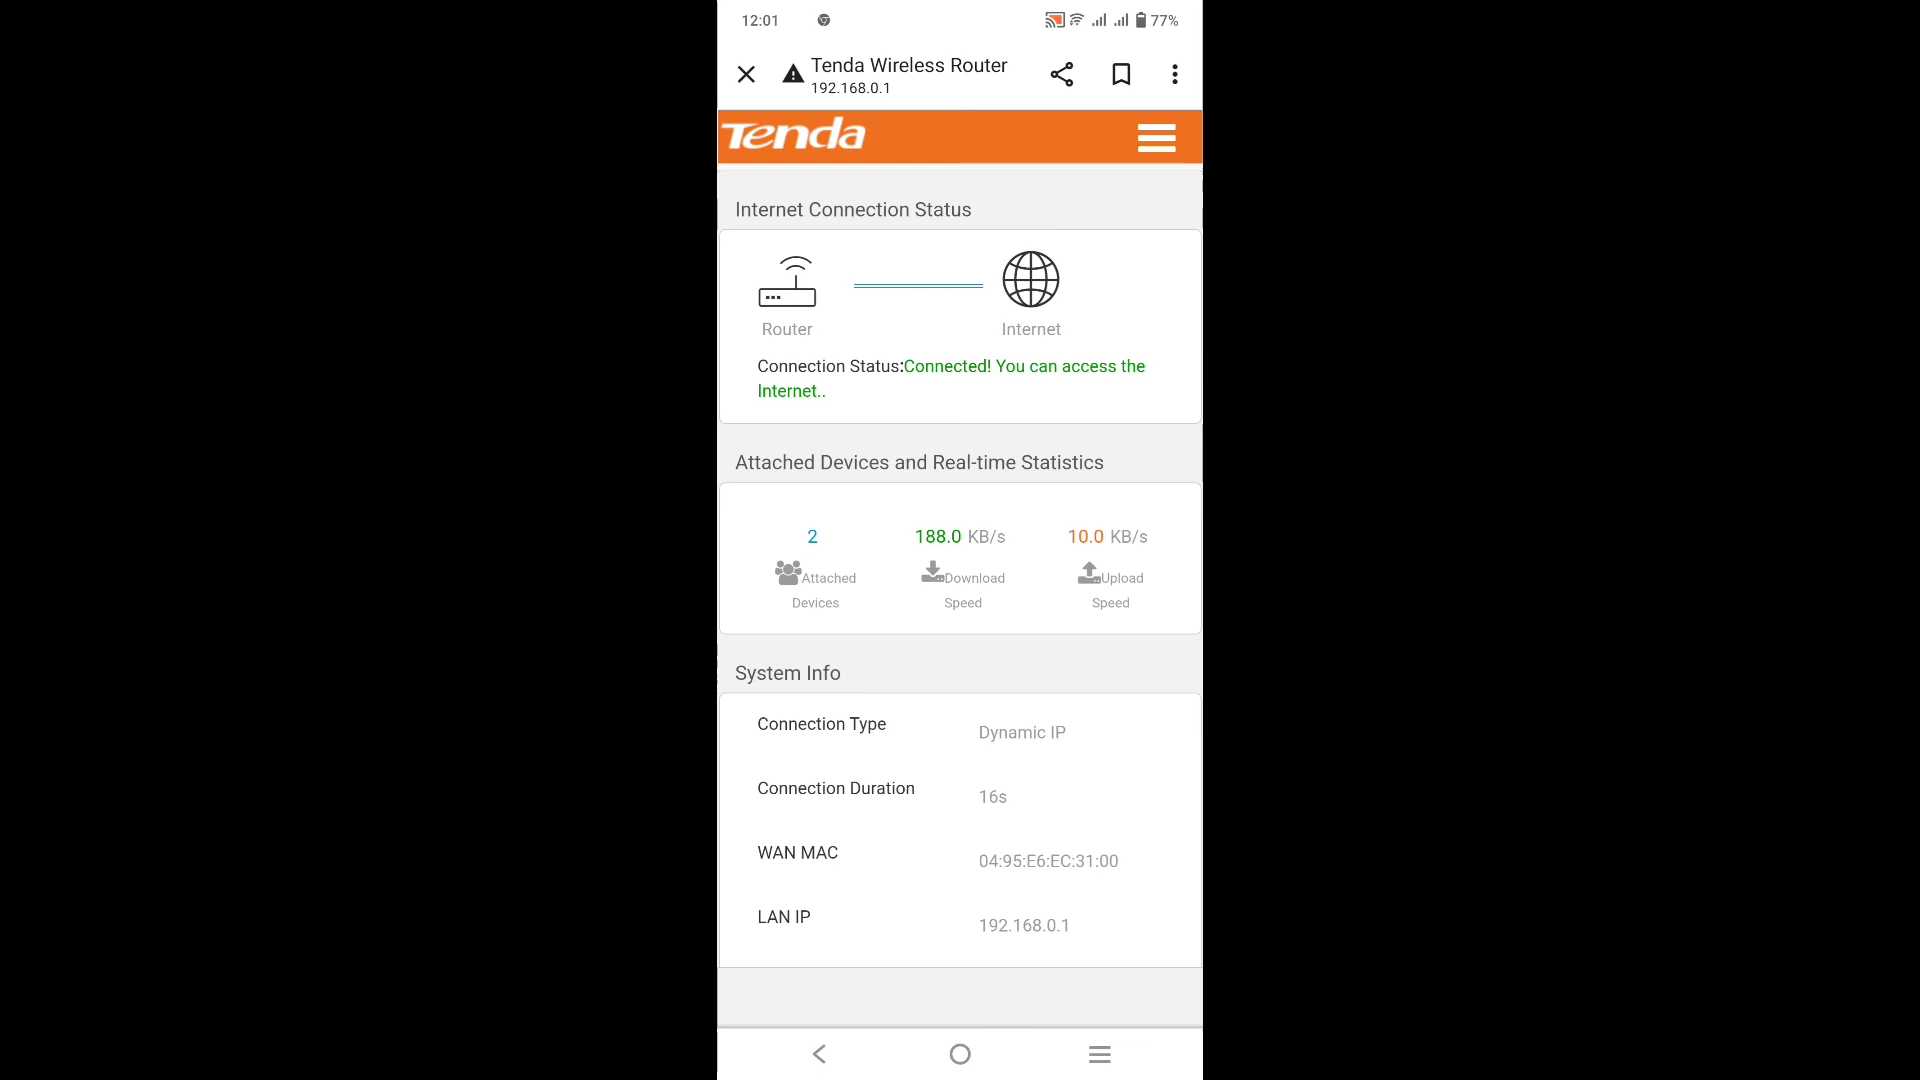 12:01
77%
Tenda Wireless Router
192.168.0.1
Tenda
Internet Connection Status
Router
Internet
Connection Status:Connected! You can access the
Internet..
Attached Devices and Real-time Statistics
2
188.0 KB/s
10.0 KB/s
Attached
Devices
Download
Speed
Upload
Speed
System Info
Connection Type
Dynamic IP
Connection Duration
16s
WAN MAC
04:95:E6:EC:31:00
LAN IP
192.168.0.1